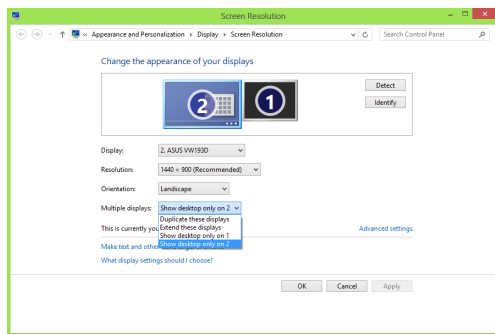 Screen Resolution
« Appearance and Personalization ▸ Display ▸ Screen Resolution
Search Control Panel
Change the appearance of your displays
2
1
Detect
Identify
Display: 2. ASUS VW193D
Resolution: 1440 × 900 (Recommended)
Orientation: Landscape
Multiple displays: Show desktop only on 2
Duplicate these displays
Extend these displays
Show desktop only on 1
Show desktop only on 2
This is currently you
Advanced settings
Make text and othe
What display settings should I choose?
OK Cancel Apply